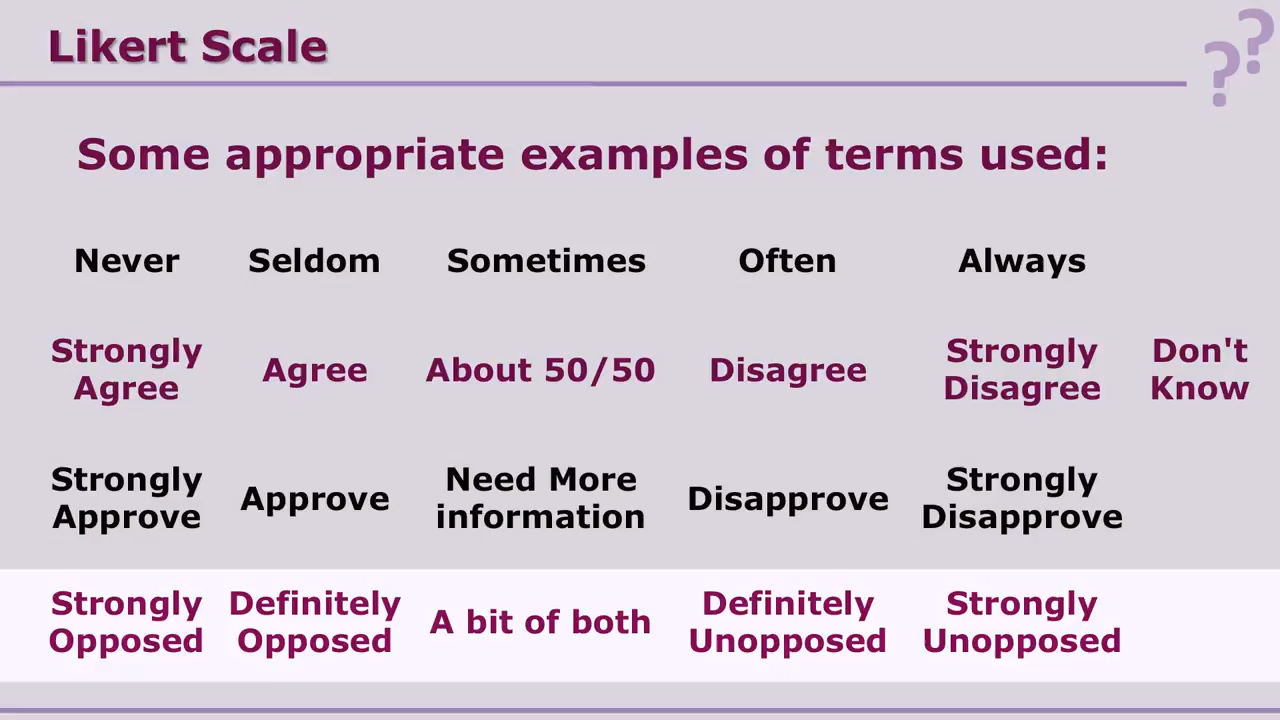 Likert Scale
? ?
Some appropriate examples of terms used:
Never Seldom Sometimes Often Always
Strongly Agree Agree About 50/50 Disagree Strongly Disagree Don't Know
Strongly Approve Approve Need More information Disapprove Strongly Disapprove
Strongly Opposed Definitely Opposed A bit of both Definitely Unopposed Strongly Unopposed